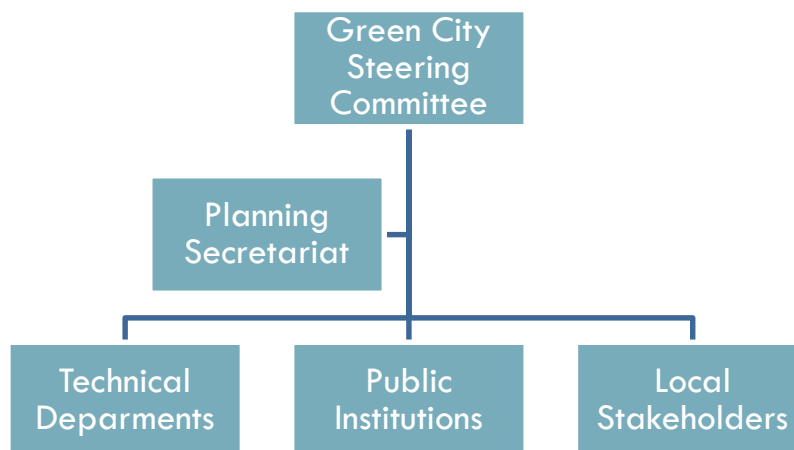 Green City
Steering
Committee
Planning
Secretariat
Technical
Deparments
Public
Institutions
Local
Stakeholders